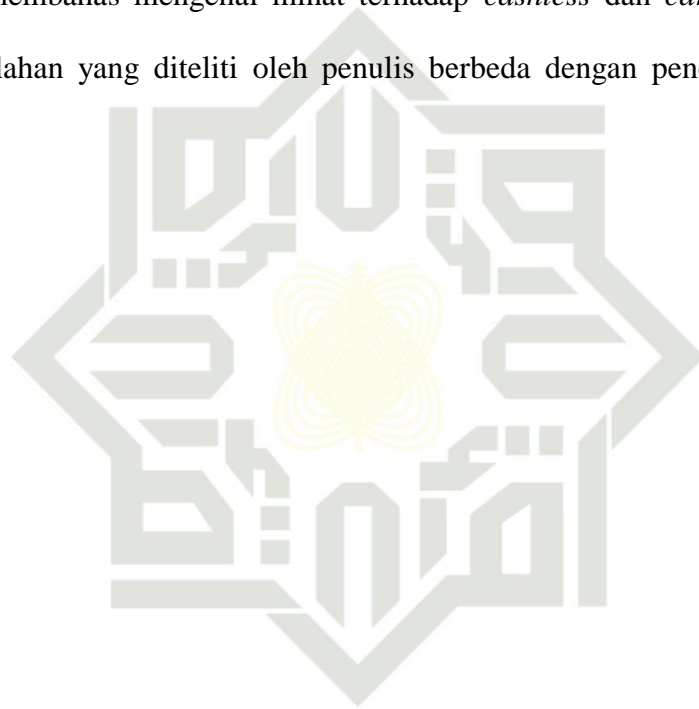 membahas mengenai minat terhadap cashless dan
lahan yang diteliti oleh penulis berbeda dengan pen